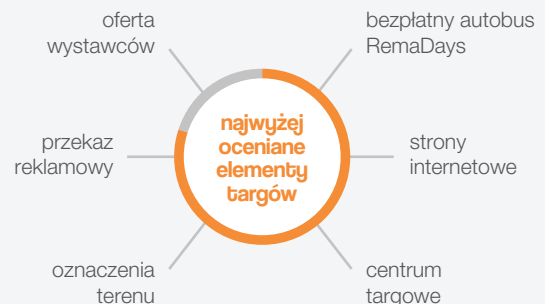 oferta
wystawców
bezpłatny autobus
RemaDays
najwyżej
oceniane
elementy
targów
przekaz
reklamowy
strony
internetowe
oznaczenia
terenu
centrum
targowe